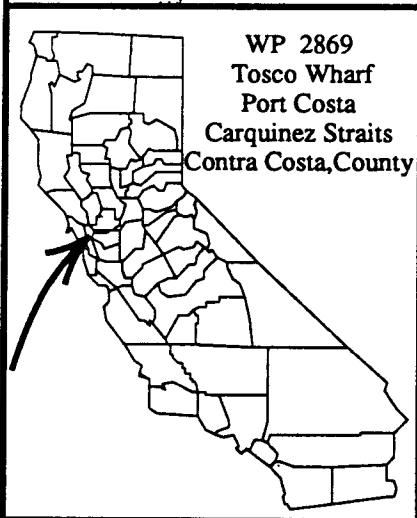 WP 2869
Tosco Wharf
Port Costa
Carquinez Straits
Contra Costa,County